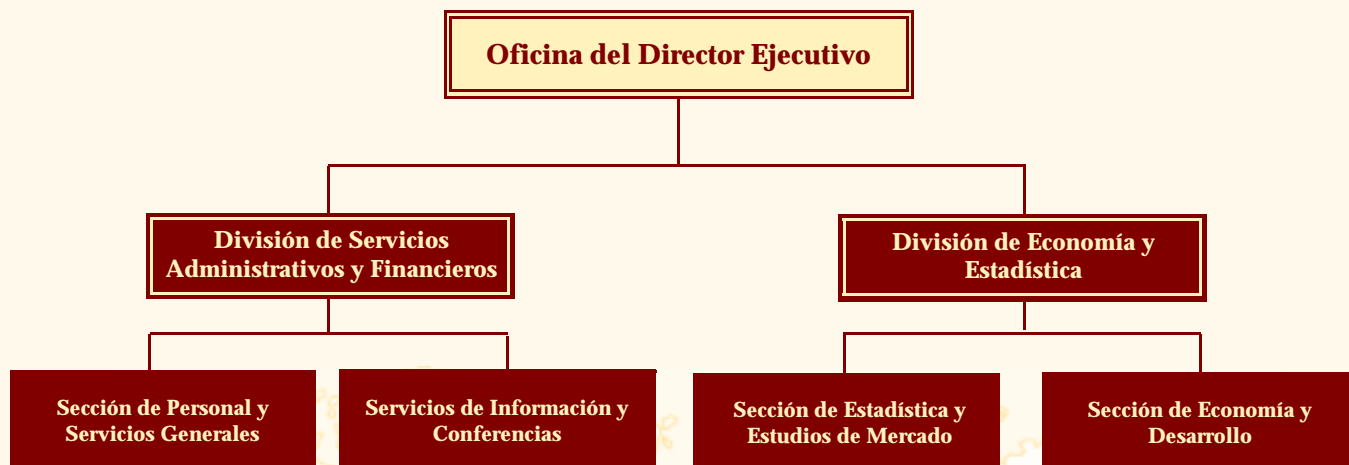 Oficina del Director Ejecutivo
División de Servicios
Administrativos y Financieros
División de Economía y
Estadística
Sección de Personal y
Servicios Generales
Servicios de Información y
Conferencias
Sección de Estadística y
Estudios de Mercado
Sección de Economía y
Desarrollo